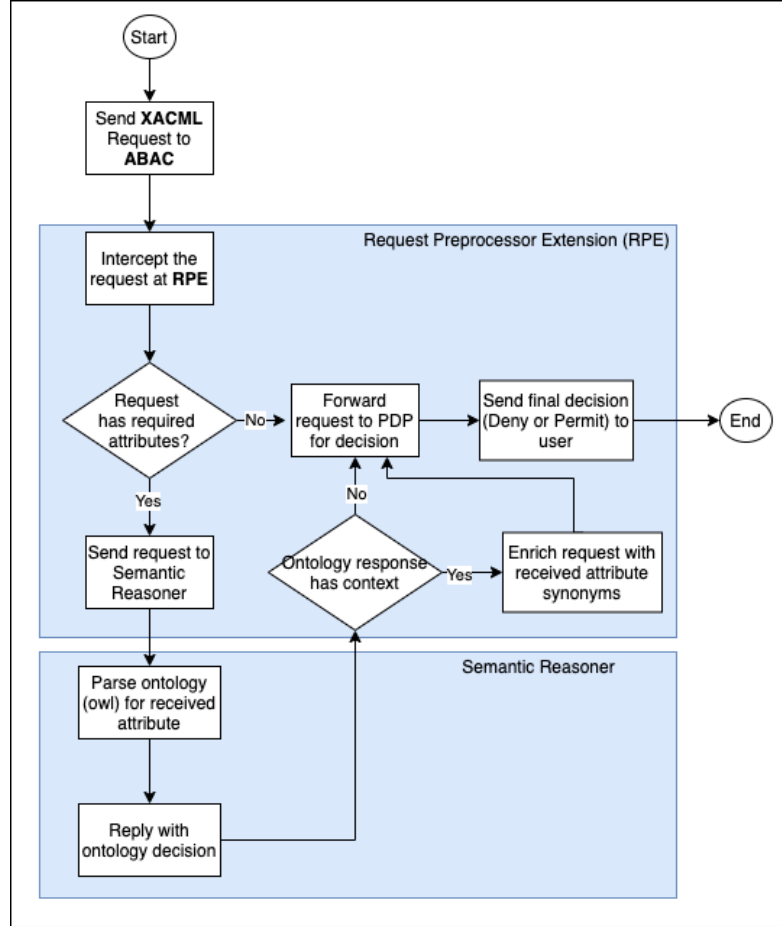 Start
Send XACML
Request to
ABAC
Request Preprocessor Extension (RPE)
Intercept the
request at RPE
Request
has required
attributes?
No
Forward
request to PDP
for decision
Send final decision
(Deny or Permit) to
user
End
Yes
No
Send request to
Semantic
Reasoner
Ontology response
has context
Yes
Enrich request with
received attribute
synonyms
Semantic Reasoner
Parse ontology
(owl) for received
attribute
Reply with
ontology decision